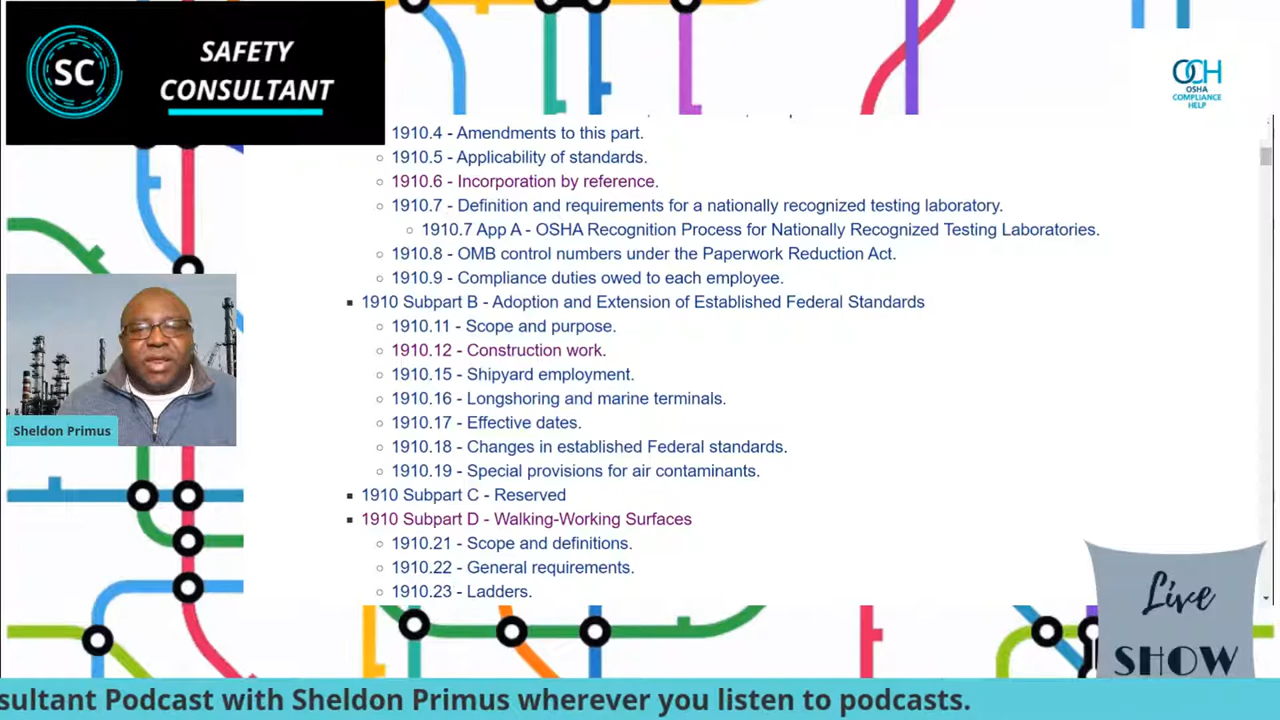 SC
SAFETY
CONSULTANT
OCH
OSHA
COMPLIANCE
HELP
1910.4 - Amendments to this part.
1910.5 - Applicability of standards.
1910.6 - Incorporation by reference.
1910.7 - Definition and requirements for a nationally recognized testing laboratory.
1910.7 App A - OSHA Recognition Process for Nationally Recognized Testing Laboratories.
1910.8 - OMB control numbers under the Paperwork Reduction Act.
1910.9 - Compliance duties owed to each employee.
1910 Subpart B - Adoption and Extension of Established Federal Standards
1910.11 - Scope and purpose.
1910.12 - Construction work.
1910.15 - Shipyard employment.
1910.16 - Longshoring and marine terminals.
1910.17 - Effective dates.
1910.18 - Changes in established Federal standards.
1910.19 - Special provisions for air contaminants.
1910 Subpart C - Reserved
1910 Subpart D - Walking-Working Surfaces
1910.21 - Scope and definitions.
1910.22 - General requirements.
1910.23 - Ladders.
Sheldon Primus
Live
SHOW
sultant Podcast with Sheldon Primus wherever you listen to podcasts.